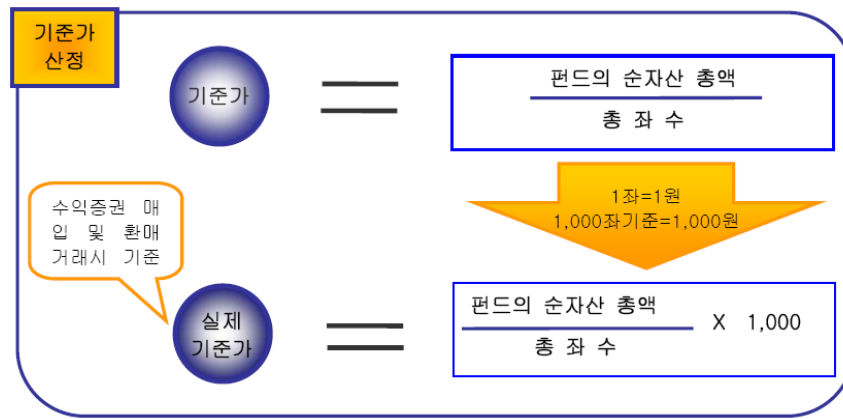 기준가
산정
기준가
펀드의 순자산 총액
총 좌 수
1좌=1원
1,000좌기준=1,000원
수익증권 매
입 및 환매
거래시 기준
실제
기준가
펀드의 순자산 총액
총 좌 수
X 1,000